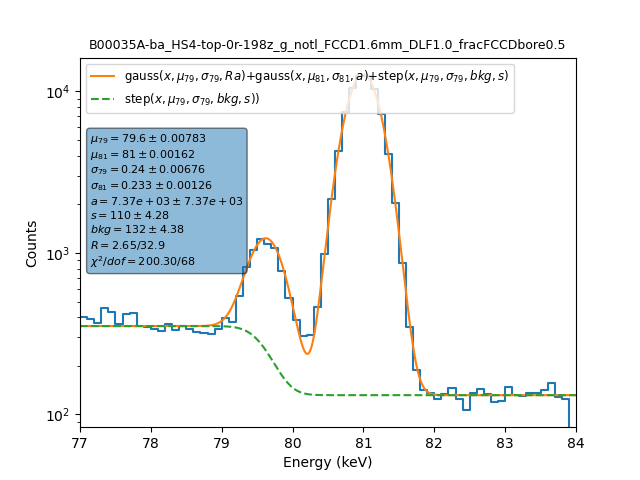 B00035A-ba_HS4-top-0r-198z_g_notl_FCCD1.6mm_DLF1.0_fracFCCDbore0.5
gauss(x, μ79, σ79, Ra)+gauss(x, μ81, σ81, a)+step(x, μ79, σ79, bkg, s)
step(x, μ79, σ79, bkg, s))
μ79 = 79.6 ± 0.00783
μ81 = 81 ± 0.00162
σ79 = 0.24 ± 0.00676
σ81 = 0.233 ± 0.00126
a = 7.37e + 03 ± 7.37e + 03
s = 110 ± 4.28
bkg = 132 ± 4.38
R = 2.65/32.9
χ²/dof = 200.30/68
10⁴
10³
10²
Counts
77 78 79 80 81 82 83 84
Energy (keV)